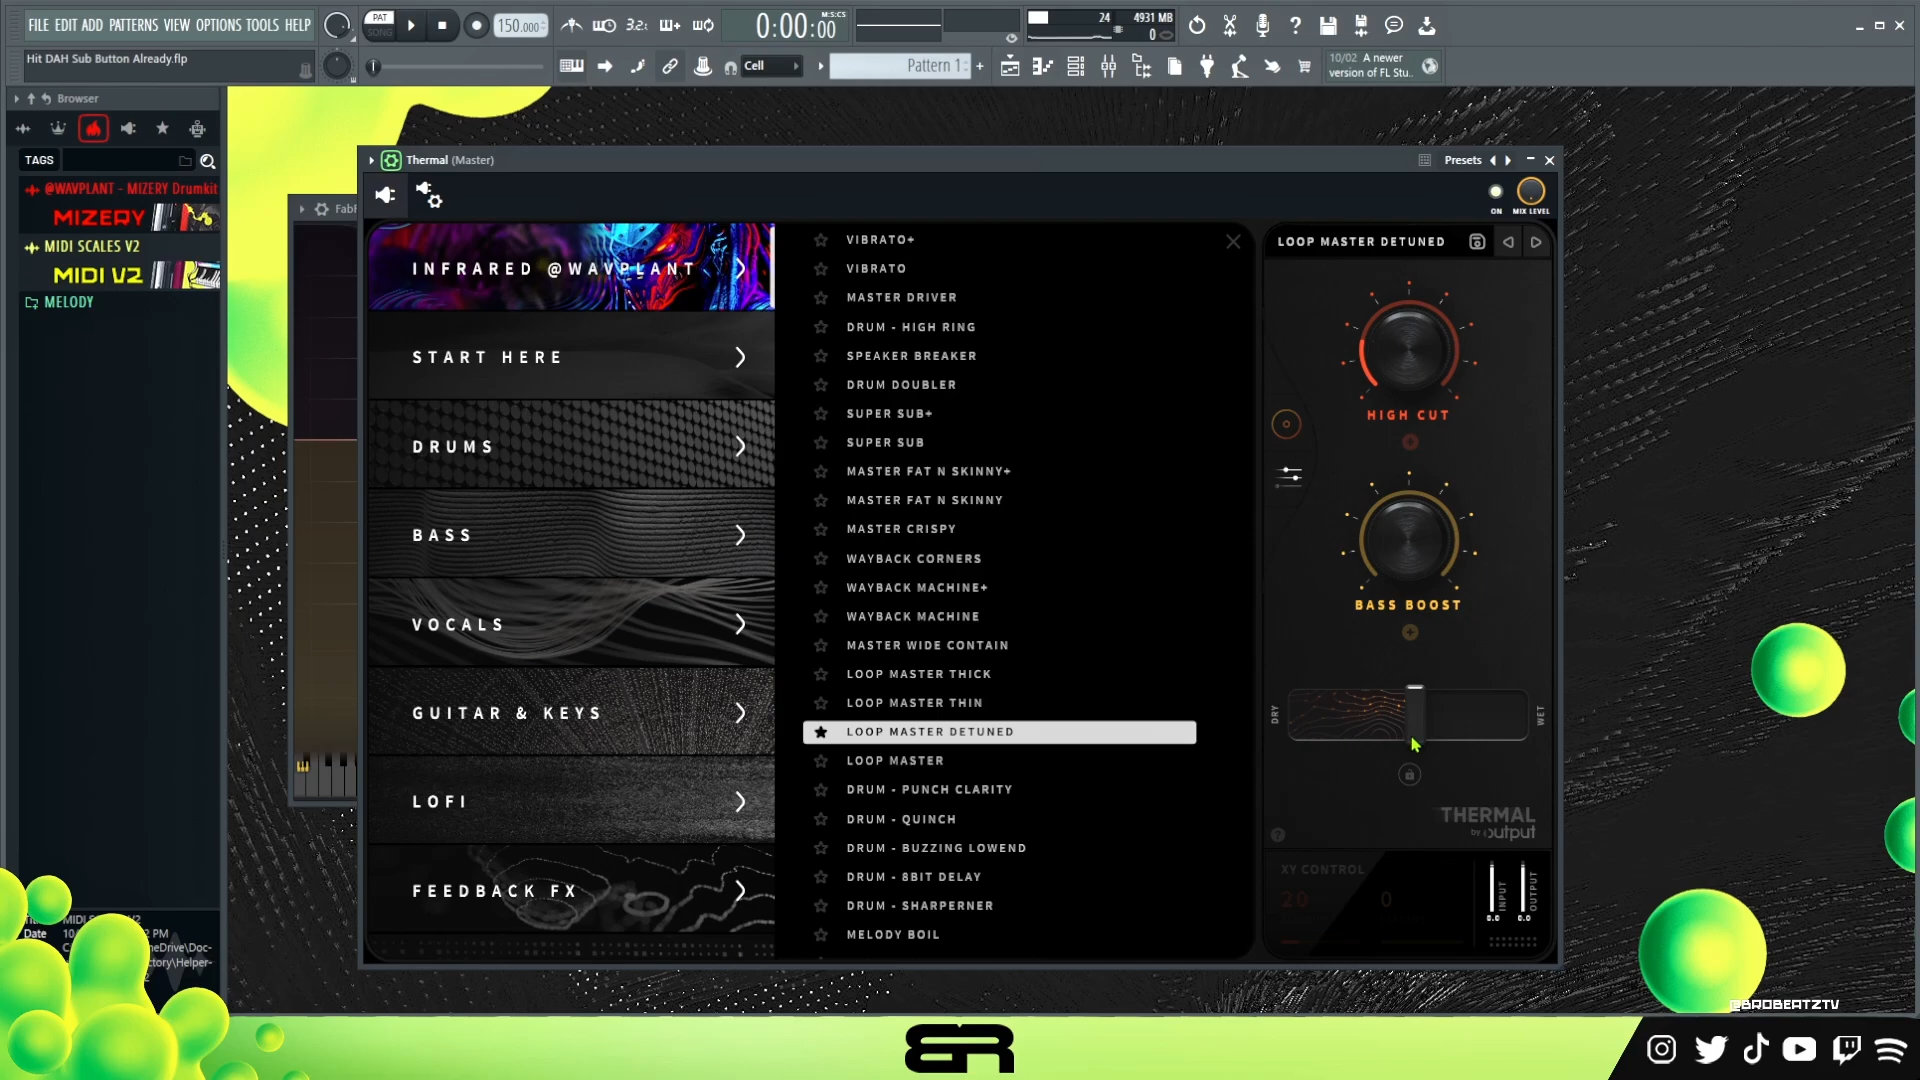 FILE EDIT ADD PATTERNS VIEW OPTIONS TOOLS HELP
PAT
SONG
150.000
3.2:
0:00:00
M:S:CS
24
4931 MB
0
Hit DAH Sub Button Already.flp
Cell
Pattern 1
10/02 A newer
version of FL Stu..
Browser
TAGS
@WAVPLANT - MIZERY Drumkit
MIZERY
MIDI SCALES V2
MIDI V2
MELODY
Thermal (Master)
Presets
ON
MIX LEVEL
INFRARED @WAVPLANT
START HERE
DRUMS
BASS
VOCALS
GUITAR & KEYS
LOFI
FEEDBACK FX
VIBRATO+
VIBRATO
MASTER DRIVER
DRUM - HIGH RING
SPEAKER BREAKER
DRUM DOUBLER
SUPER SUB+
SUPER SUB
MASTER FAT N SKINNY+
MASTER FAT N SKINNY
MASTER CRISPY
WAYBACK CORNERS
WAYBACK MACHINE+
WAYBACK MACHINE
MASTER WIDE CONTAIN
LOOP MASTER THICK
LOOP MASTER THIN
LOOP MASTER DETUNED
LOOP MASTER
DRUM - PUNCH CLARITY
DRUM - QUINCH
DRUM - BUZZING LOWEND
DRUM - 8BIT DELAY
DRUM - SHARPERNER
MELODY BOIL
LOOP MASTER DETUNED
HIGH CUT
BASS BOOST
DRY
WET
THERMAL
by output
XY CONTROL
20
0
INPUT
OUTPUT
0.0
0.0
Date
@BROBEATZTV
BR